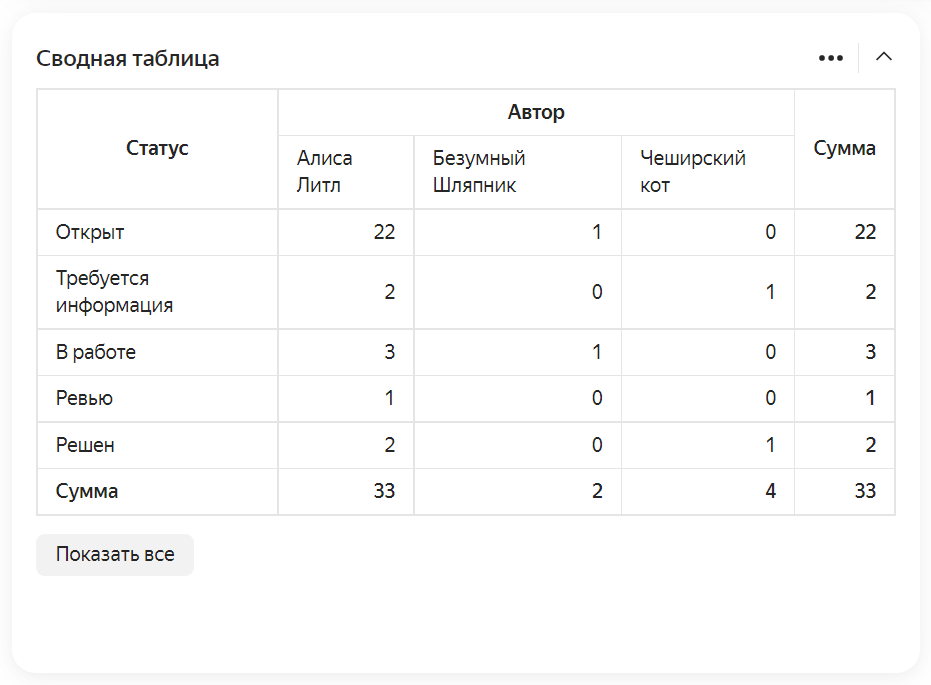 Сводная таблица
Автор
Статус
Сумма
Алиса
Литл
Безумный
Шляпник
Чеширский
кот
Открыт 22 1 0 22
Требуется
информация
2 0 1 2
В работе 3 1 0 3
Ревью 1 0 0 1
Решен 2 0 1 2
Сумма 33 2 4 33
Показать все